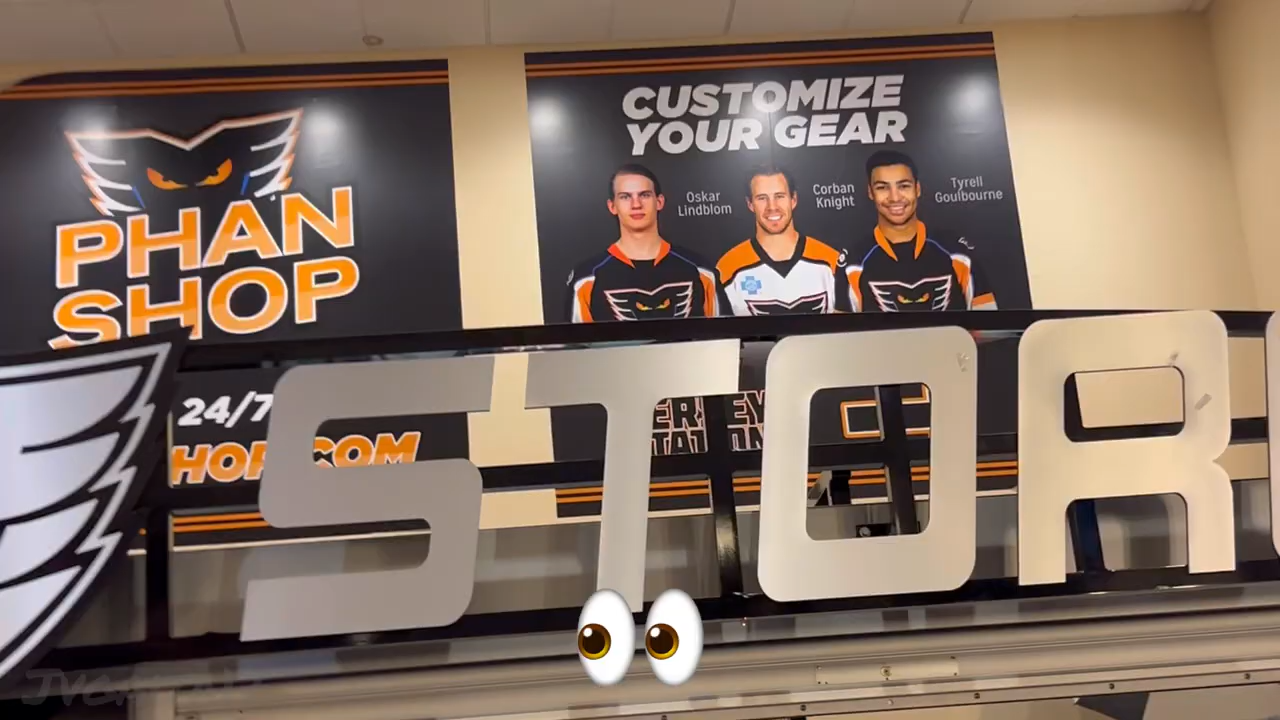 PHAN
SHOP
CUSTOMIZE
YOUR GEAR
Oskar
Lindblom
Corban
Knight
Tyrell
Goulbourne
24/7
STOR